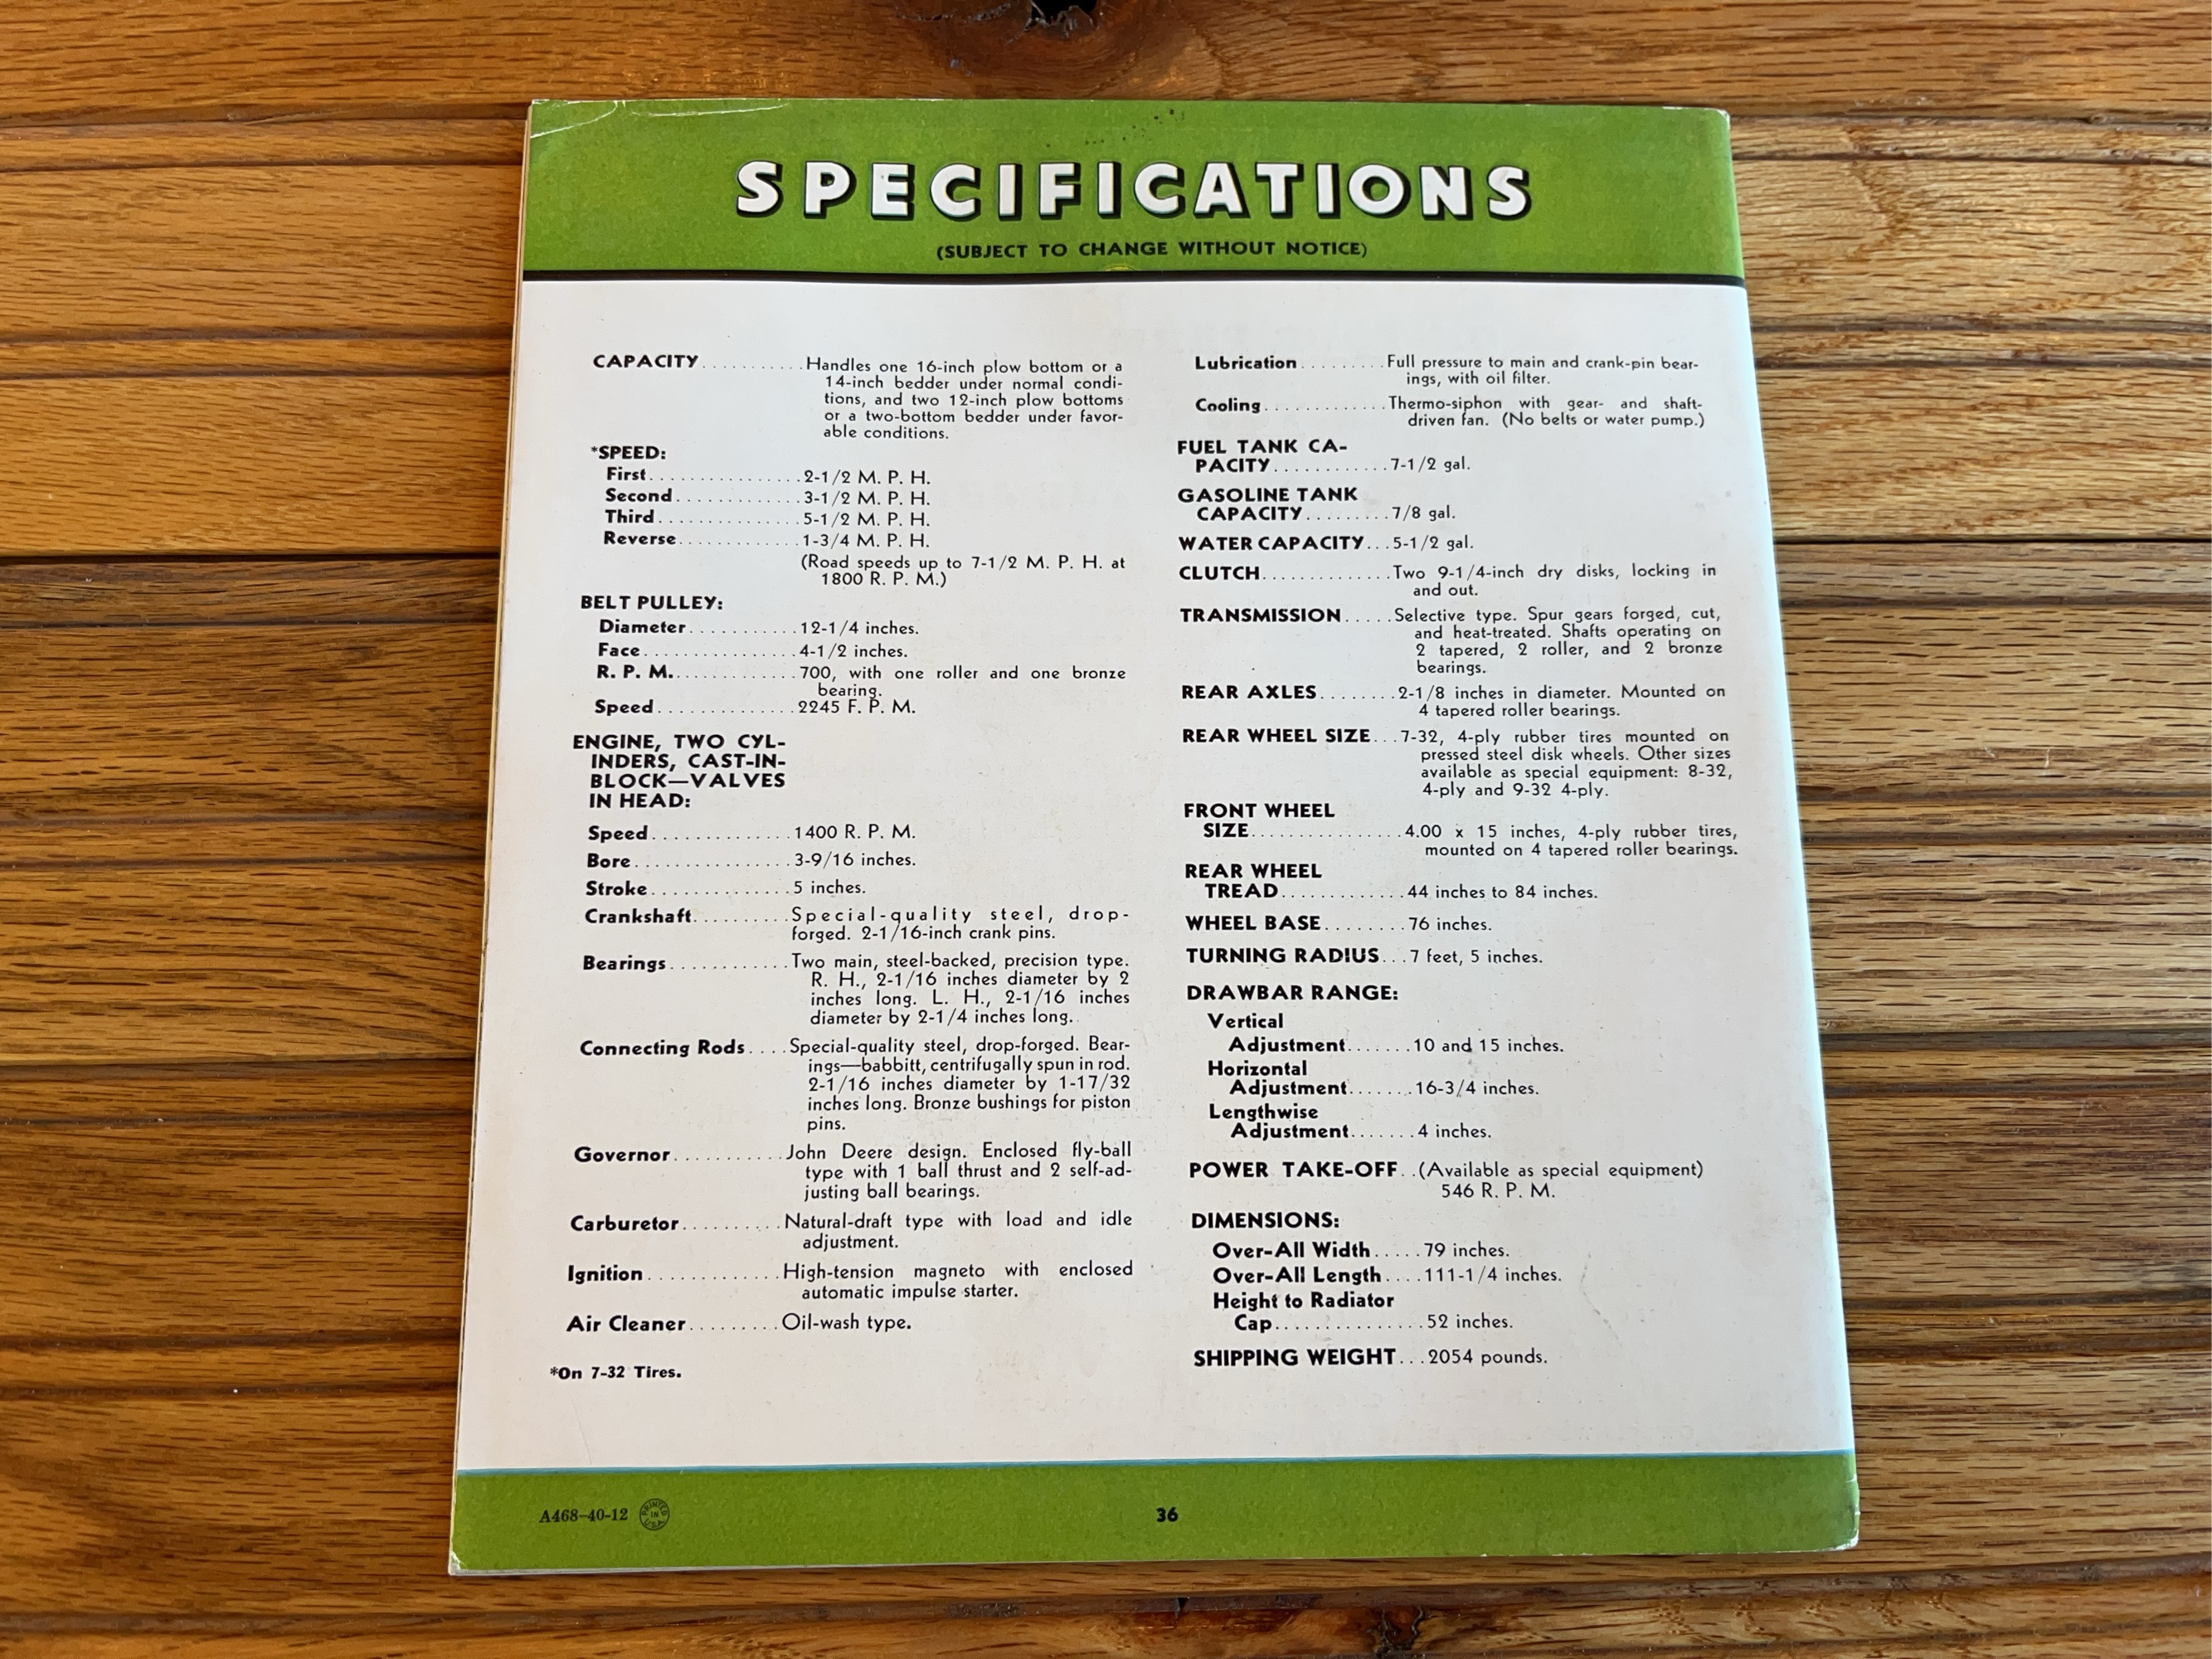 SPECIFICATIONS
(SUBJECT TO CHANGE WITHOUT NOTICE)
CAPACITY........... Handles one 16-inch plow bottom or a
14-inch bedder under normal condi-
tions, and two 12-inch plow bottoms
or a two-bottom bedder under favor-
able conditions.
*SPEED:
First................2-1/2 M. P. H.
Second.............3-1/2 M. P. H.
Third...............5-1/2 M. P. H.
Reverse.............1-3/4 M. P. H.
(Road speeds up to 7-1/2 M. P. H. at
1800 R. P. M.)
BELT PULLEY:
Diameter...........12-1/4 inches.
Face................4-1/2 inches.
R. P. M.............700, with one roller and one bronze
bearing.
Speed..............2245 F. P. M.
ENGINE, TWO CYL-
INDERS, CAST-IN-
BLOCK—VALVES
IN HEAD:
Speed..............1400 R. P. M.
Bore................3-9/16 inches.
Stroke..............5 inches.
Crankshaft..........Special-quality steel, drop-
forged. 2-1/16-inch crank pins.
Bearings............Two main, steel-backed, precision type.
R. H., 2-1/16 inches diameter by 2
inches long. L. H., 2-1/16 inches
diameter by 2-1/4 inches long.
Connecting Rods....Special-quality steel, drop-forged. Bear-
ings—babbitt, centrifugally spun in rod.
2-1/16 inches diameter by 1-17/32
inches long. Bronze bushings for piston
pins.
Governor...........John Deere design. Enclosed fly-ball
type with 1 ball thrust and 2 self-ad-
justing ball bearings.
Carburetor..........Natural-draft type with load and idle
adjustment.
Ignition.............High-tension magneto with enclosed
automatic impulse starter.
Air Cleaner.........Oil-wash type.
*On 7-32 Tires.
Lubrication.........Full pressure to main and crank-pin bear-
ings, with oil filter.
Cooling.............Thermo-siphon with gear- and shaft-
driven fan. (No belts or water pump.)
FUEL TANK CA-
PACITY............7-1/2 gal.
GASOLINE TANK
CAPACITY.........7/8 gal.
WATER CAPACITY...5-1/2 gal.
CLUTCH..............Two 9-1/4-inch dry disks, locking in
and out.
TRANSMISSION.....Selective type. Spur gears forged, cut,
and heat-treated. Shafts operating on
2 tapered, 2 roller, and 2 bronze
bearings.
REAR AXLES........2-1/8 inches in diameter. Mounted on
4 tapered roller bearings.
REAR WHEEL SIZE...7-32, 4-ply rubber tires mounted on
pressed steel disk wheels. Other sizes
available as special equipment: 8-32,
4-ply and 9-32 4-ply.
FRONT WHEEL
SIZE................4.00 x 15 inches, 4-ply rubber tires,
mounted on 4 tapered roller bearings.
REAR WHEEL
TREAD.............44 inches to 84 inches.
WHEEL BASE........76 inches.
TURNING RADIUS...7 feet, 5 inches.
DRAWBAR RANGE:
Vertical
Adjustment.......10 and 15 inches.
Horizontal
Adjustment.......16-3/4 inches.
Lengthwise
Adjustment.......4 inches.
POWER TAKE-OFF..(Available as special equipment)
546 R. P. M.
DIMENSIONS:
Over-All Width.....79 inches.
Over-All Length....111-1/4 inches.
Height to Radiator
Cap...............52 inches.
SHIPPING WEIGHT...2054 pounds.
A468-40-12 PRINTED IN USA
36